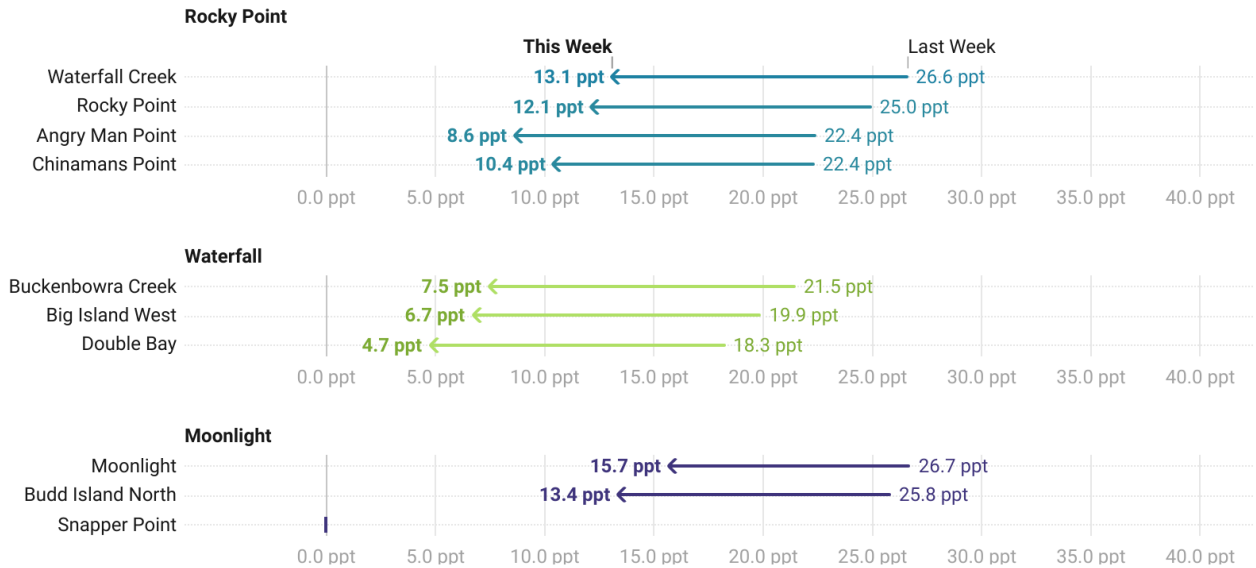 Rocky Point
This Week Last Week
Waterfall Creek 13.1 ppt 26.6 ppt
Rocky Point 12.1 ppt 25.0 ppt
Angry Man Point 8.6 ppt 22.4 ppt
Chinamans Point 10.4 ppt 22.4 ppt
0.0 ppt 5.0 ppt 10.0 ppt 15.0 ppt 20.0 ppt 25.0 ppt 30.0 ppt 35.0 ppt 40.0 ppt
Waterfall
Buckenbowra Creek 7.5 ppt 21.5 ppt
Big Island West 6.7 ppt 19.9 ppt
Double Bay 4.7 ppt 18.3 ppt
0.0 ppt 5.0 ppt 10.0 ppt 15.0 ppt 20.0 ppt 25.0 ppt 30.0 ppt 35.0 ppt 40.0 ppt
Moonlight
Moonlight 15.7 ppt 26.7 ppt
Budd Island North 13.4 ppt 25.8 ppt
Snapper Point
0.0 ppt 5.0 ppt 10.0 ppt 15.0 ppt 20.0 ppt 25.0 ppt 30.0 ppt 35.0 ppt 40.0 ppt